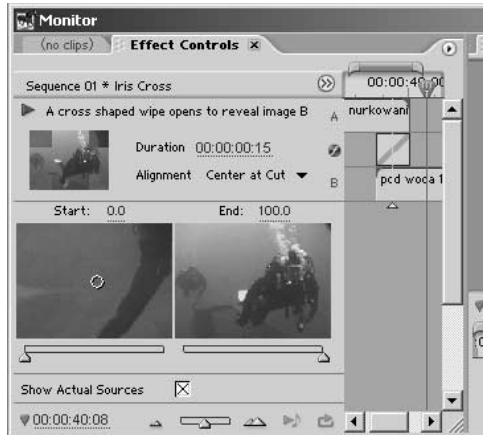 Monitor
(no clips) Effect Controls x
Sequence 01 * Iris Cross
00:00:40:00
A cross shaped wipe opens to reveal image B
A nurkowani
Duration 00:00:00:15
Alignment Center at Cut
B pcd woda 1
Start: 0.0 End: 100.0
Show Actual Sources
00:00:40:08